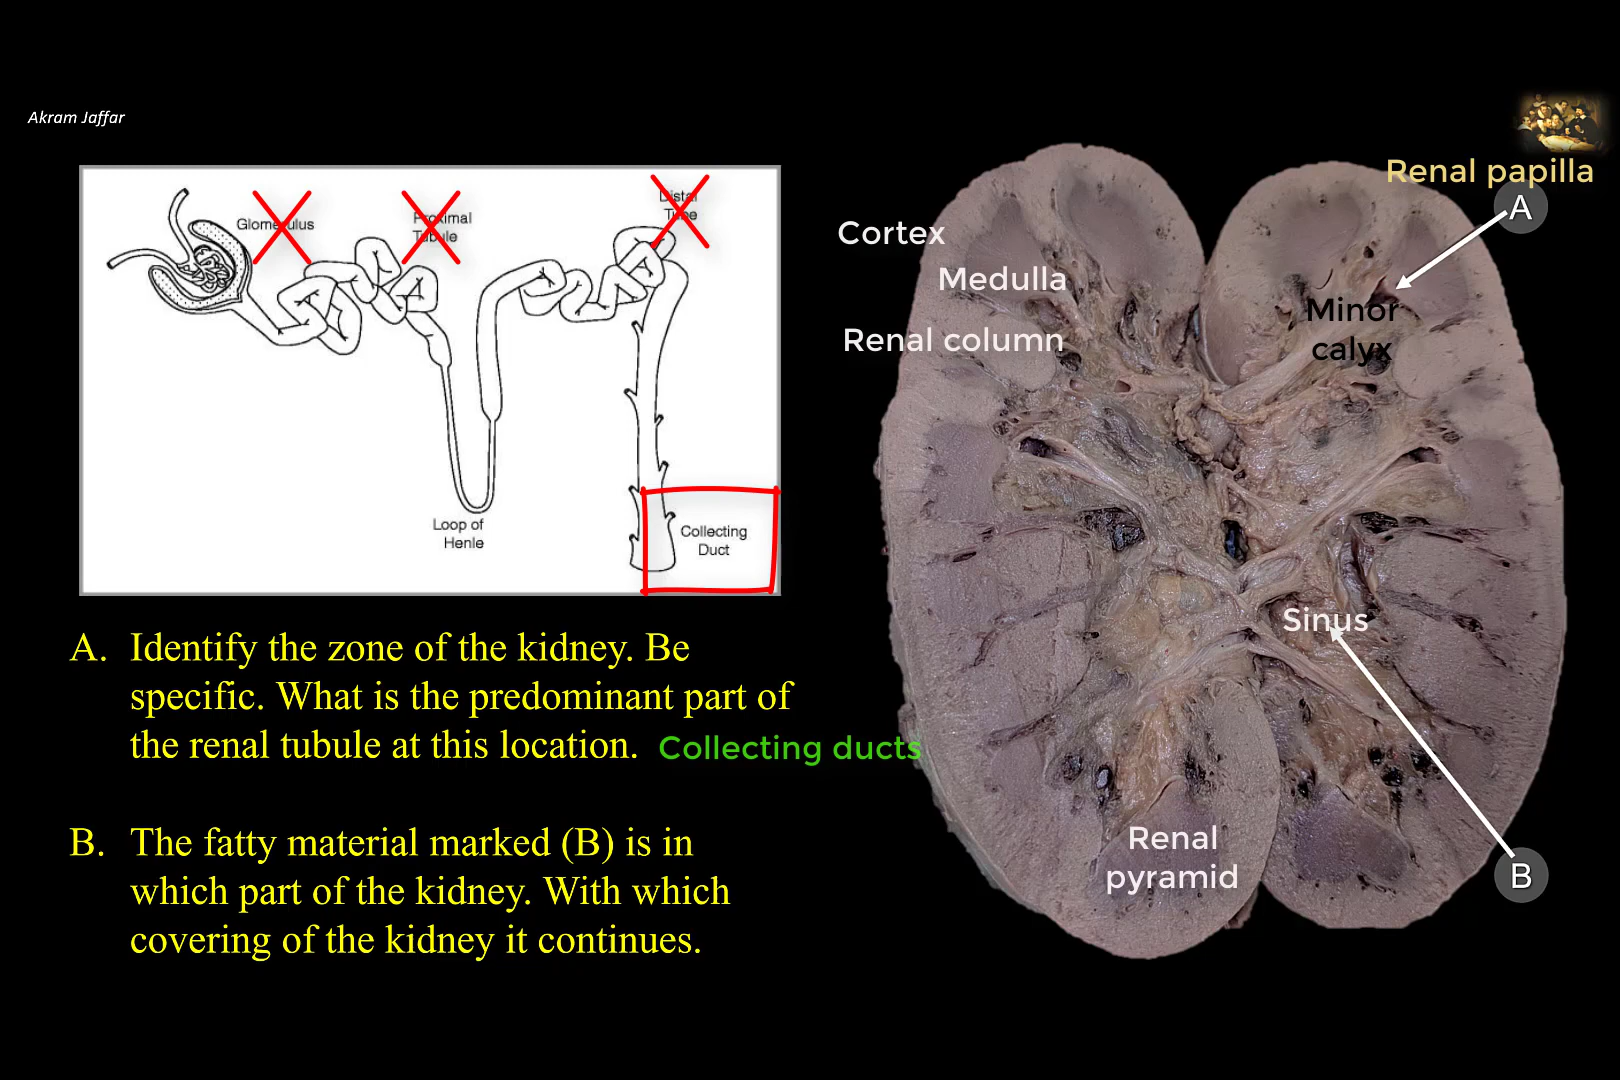 Akram Jaffar
Glomerulus
Proximal
Tubule
Distal
Tube
Loop of
Henle
Collecting
Duct
A. Identify the zone of the kidney. Be
specific. What is the predominant part of
the renal tubule at this location. Collecting ducts
B. The fatty material marked (B) is in
which part of the kidney. With which
covering of the kidney it continues.
Renal papilla
A
Cortex
Medulla
Minor
calyx
Renal column
Sinus
Renal
pyramid
B